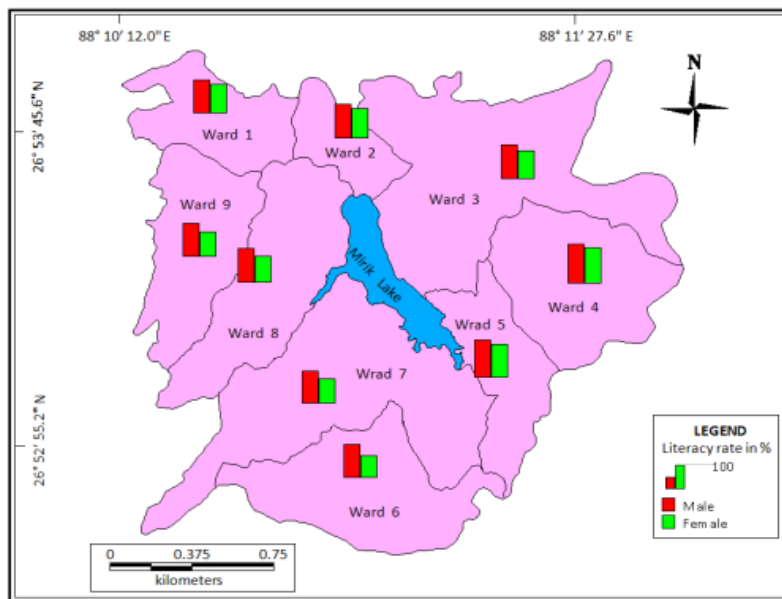 88° 10' 12.0" E
88° 11' 27.6" E
N
26° 53' 45.6" N
26° 52' 55.2" N
Ward 1
Ward 2
Ward 3
Ward 9
Mirik Lake
Ward 4
Wrad 5
Ward 8
Wrad 7
Ward 6
LEGEND
Literacy rate in %
100
Male
Female
0 0.375 0.75
kilometers